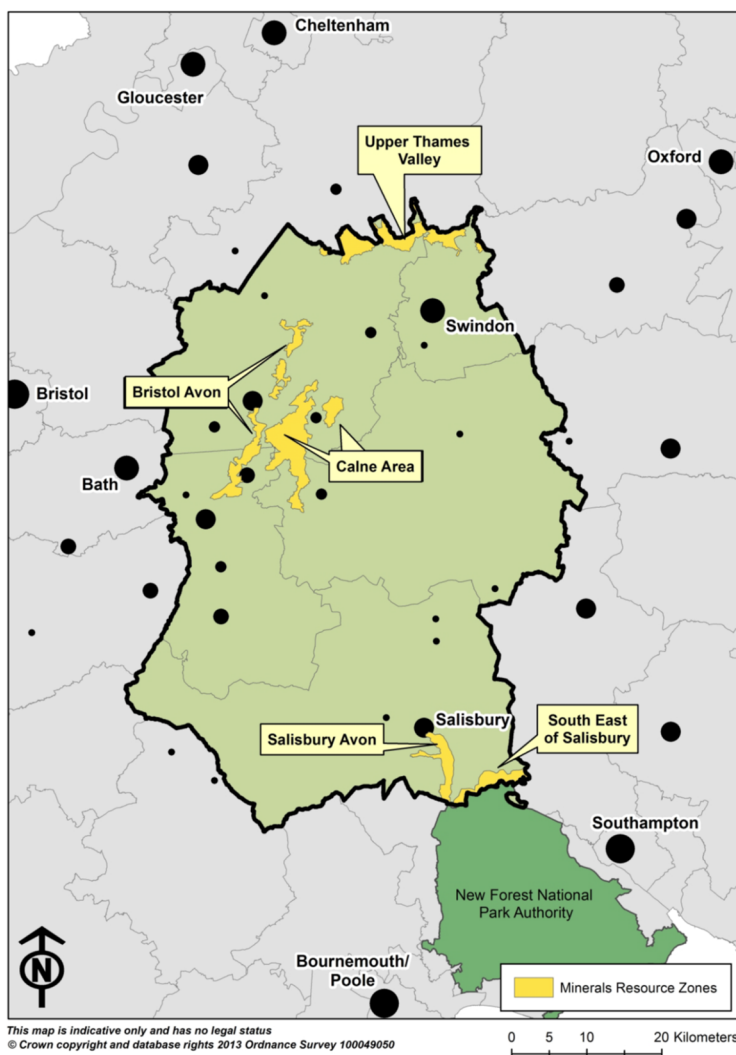 Cheltenham
Gloucester
Upper Thames
Valley
Oxford
Swindon
Bristol Avon
Bristol
Calne Area
Bath
Salisbury
South East
of Salisbury
Salisbury Avon
Southampton
New Forest National
Park Authority
Bournemouth/
Poole
N
Minerals Resource Zones
This map is indicative only and has no legal status
© Crown copyright and database rights 2013 Ordnance Survey 100049050
0 5 10 20 Kilometers